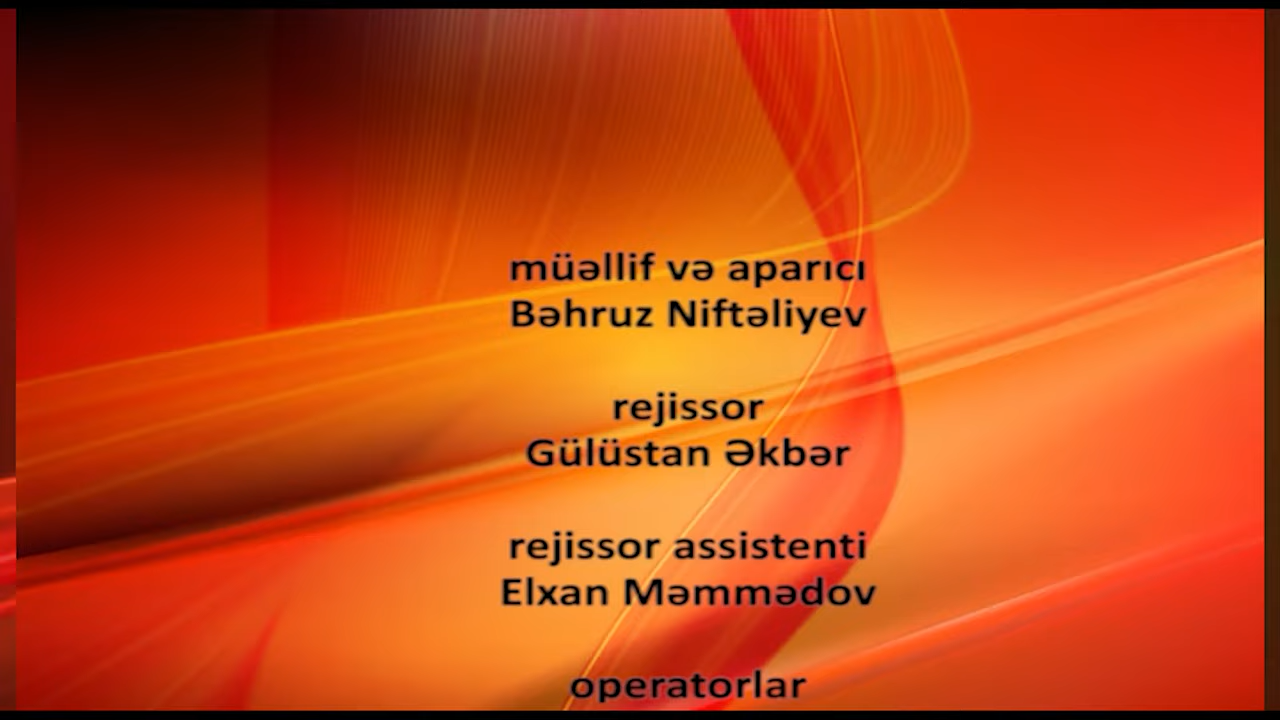 müəllif və aparıcı
Bəhruz Niftəliyev
rejissor
Gülüstan Əkbər
rejissor assistenti
Elxan Məmmədov
operatorlar